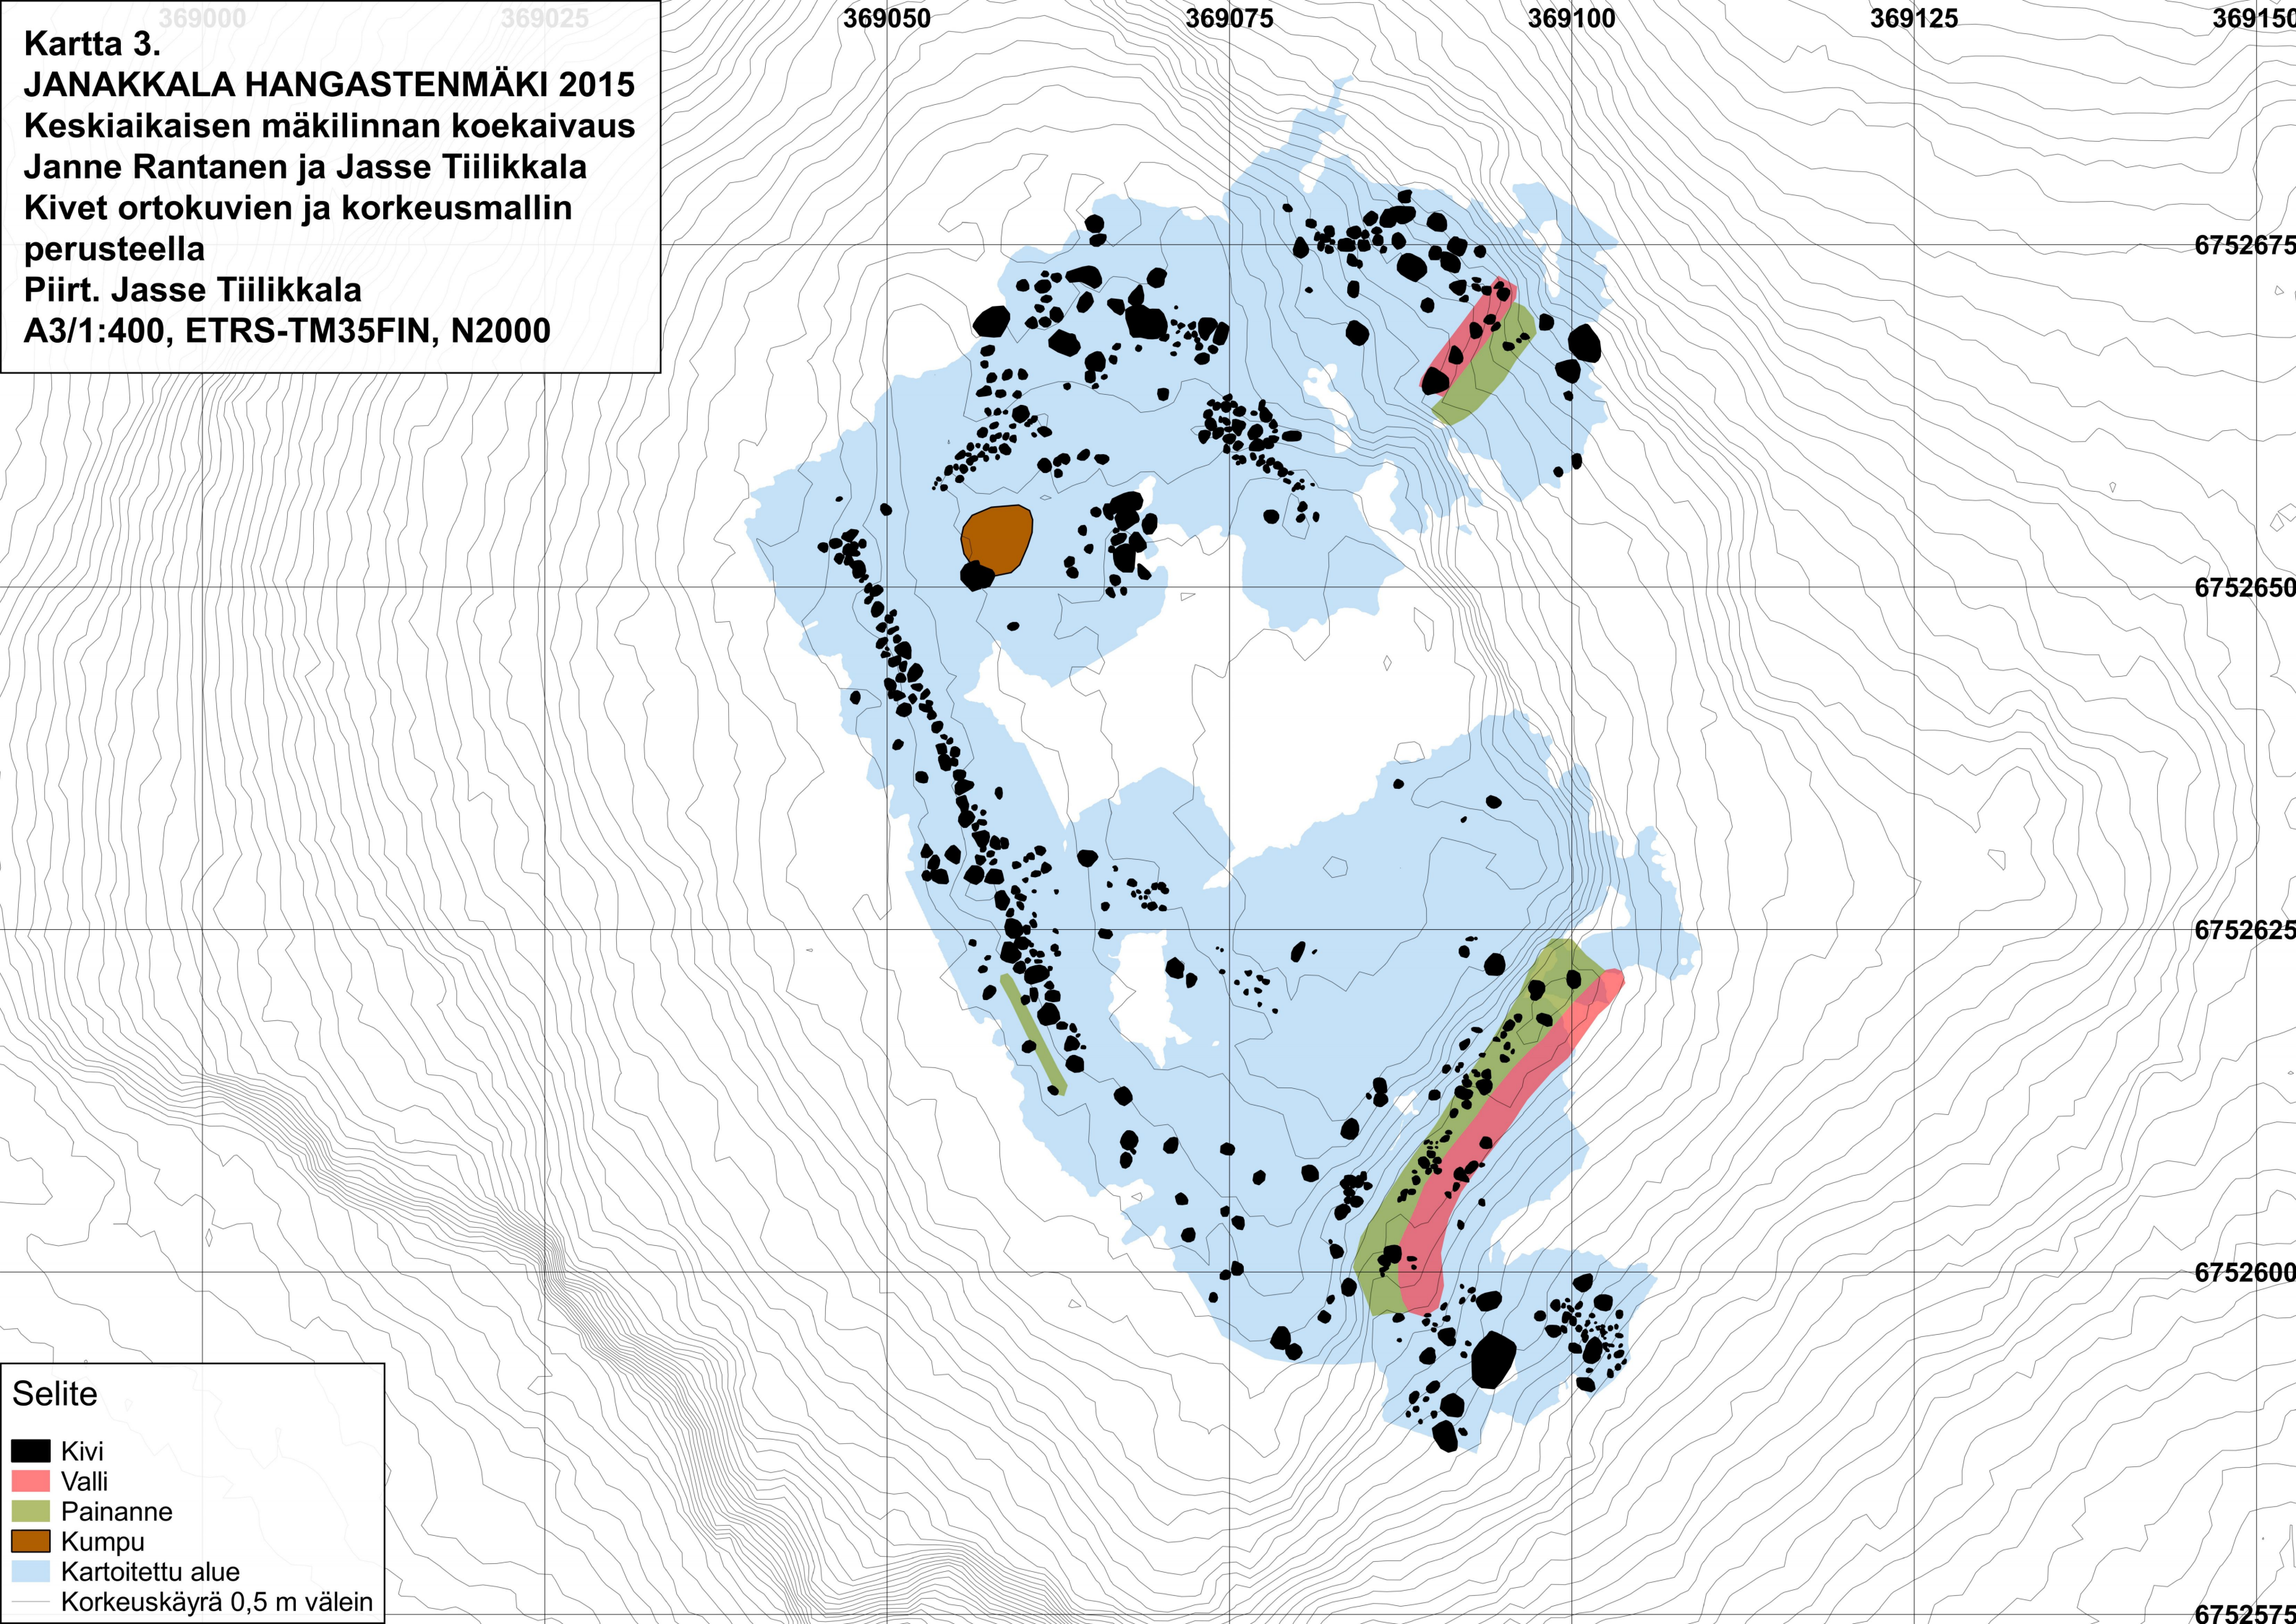 369000 369025 369050 369075 369100 369125 369150
Kartta 3.
JANAKKALA HANGASTENMÄKI 2015
Keskiaikaisen mäkilinnan koekaivaus
Janne Rantanen ja Jasse Tiilikkala
Kivet ortokuvien ja korkeusmallin
perusteella
Piirt. Jasse Tiilikkala
A3/1:400, ETRS-TM35FIN, N2000
6752675
6752650
6752625
6752600
6752575
Selite
Kivi
Valli
Painanne
Kumpu
Kartoitettu alue
Korkeuskäyrä 0,5 m välein